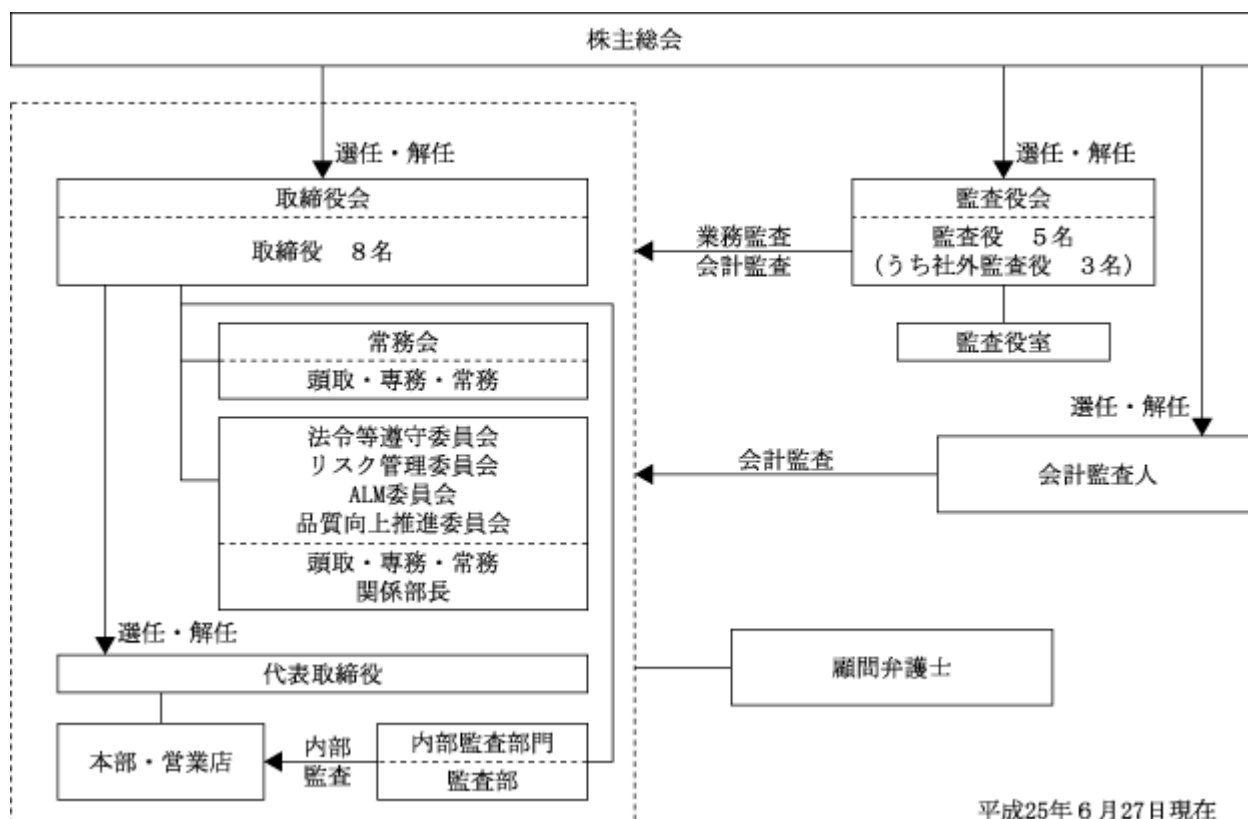 株主総会
選任・解任
選任・解任
取締役会
取締役　8名
監査役会
監査役　5名
(うち社外監査役　3名)
業務監査
会計監査
監査役室
常務会
頭取・専務・常務
選任・解任
法令等遵守委員会
リスク管理委員会
ALM委員会
品質向上推進委員会
頭取・専務・常務
関係部長
会計監査
会計監査人
選任・解任
代表取締役
顧問弁護士
本部・営業店
内部
監査
内部監査部門
監査部
平成25年6月27日現在